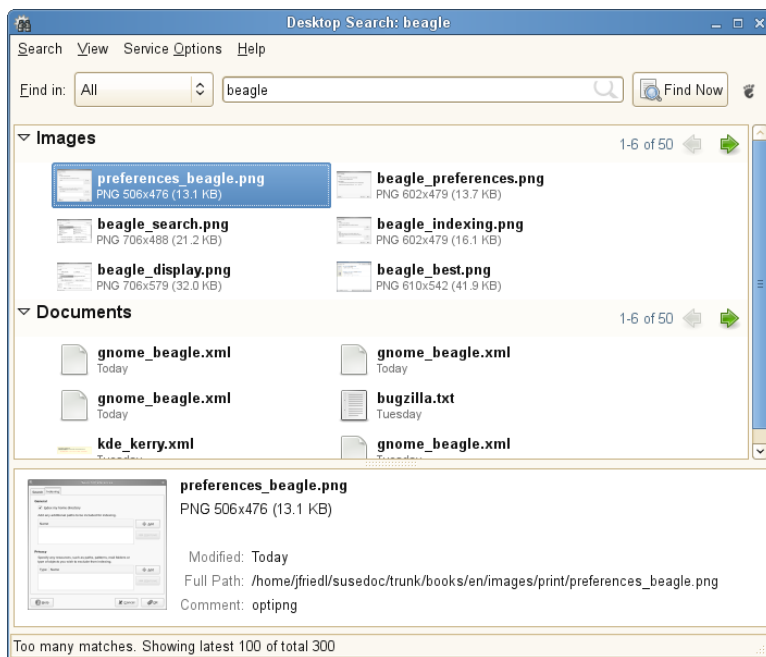 Desktop Search: beagle
Search View Service Options Help
Find in: All beagle Find Now
Images 1-6 of 50
preferences_beagle.png beagle_preferences.png
PNG 506x476 (13.1 KB) PNG 602x479 (13.7 KB)
beagle_search.png beagle_indexing.png
PNG 706x488 (21.2 KB) PNG 602x479 (16.1 KB)
beagle_display.png beagle_best.png
PNG 706x579 (32.0 KB) PNG 610x542 (41.9 KB)
Documents 1-6 of 50
gnome_beagle.xml gnome_beagle.xml
Today Today
gnome_beagle.xml bugzilla.txt
Today Tuesday
kde_kerry.xml gnome_beagle.xml
Tuesday Tuesday
preferences_beagle.png
PNG 506x476 (13.1 KB)
Modified: Today
Full Path: /home/jfriedl/susedoc/trunk/books/en/images/print/preferences_beagle.png
Comment: optipng
Too many matches. Showing latest 100 of total 300